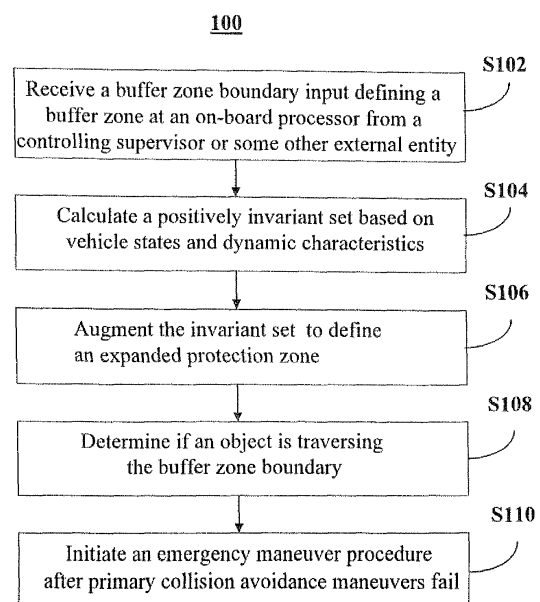 100
S102
Receive a buffer zone boundary input defining a
buffer zone at an on-board processor from a
controlling supervisor or some other external entity
S104
Calculate a positively invariant set based on
vehicle states and dynamic characteristics
S106
Augment the invariant set to define
an expanded protection zone
S108
Determine if an object is traversing
the buffer zone boundary
S110
Initiate an emergency maneuver procedure
after primary collision avoidance maneuvers fail